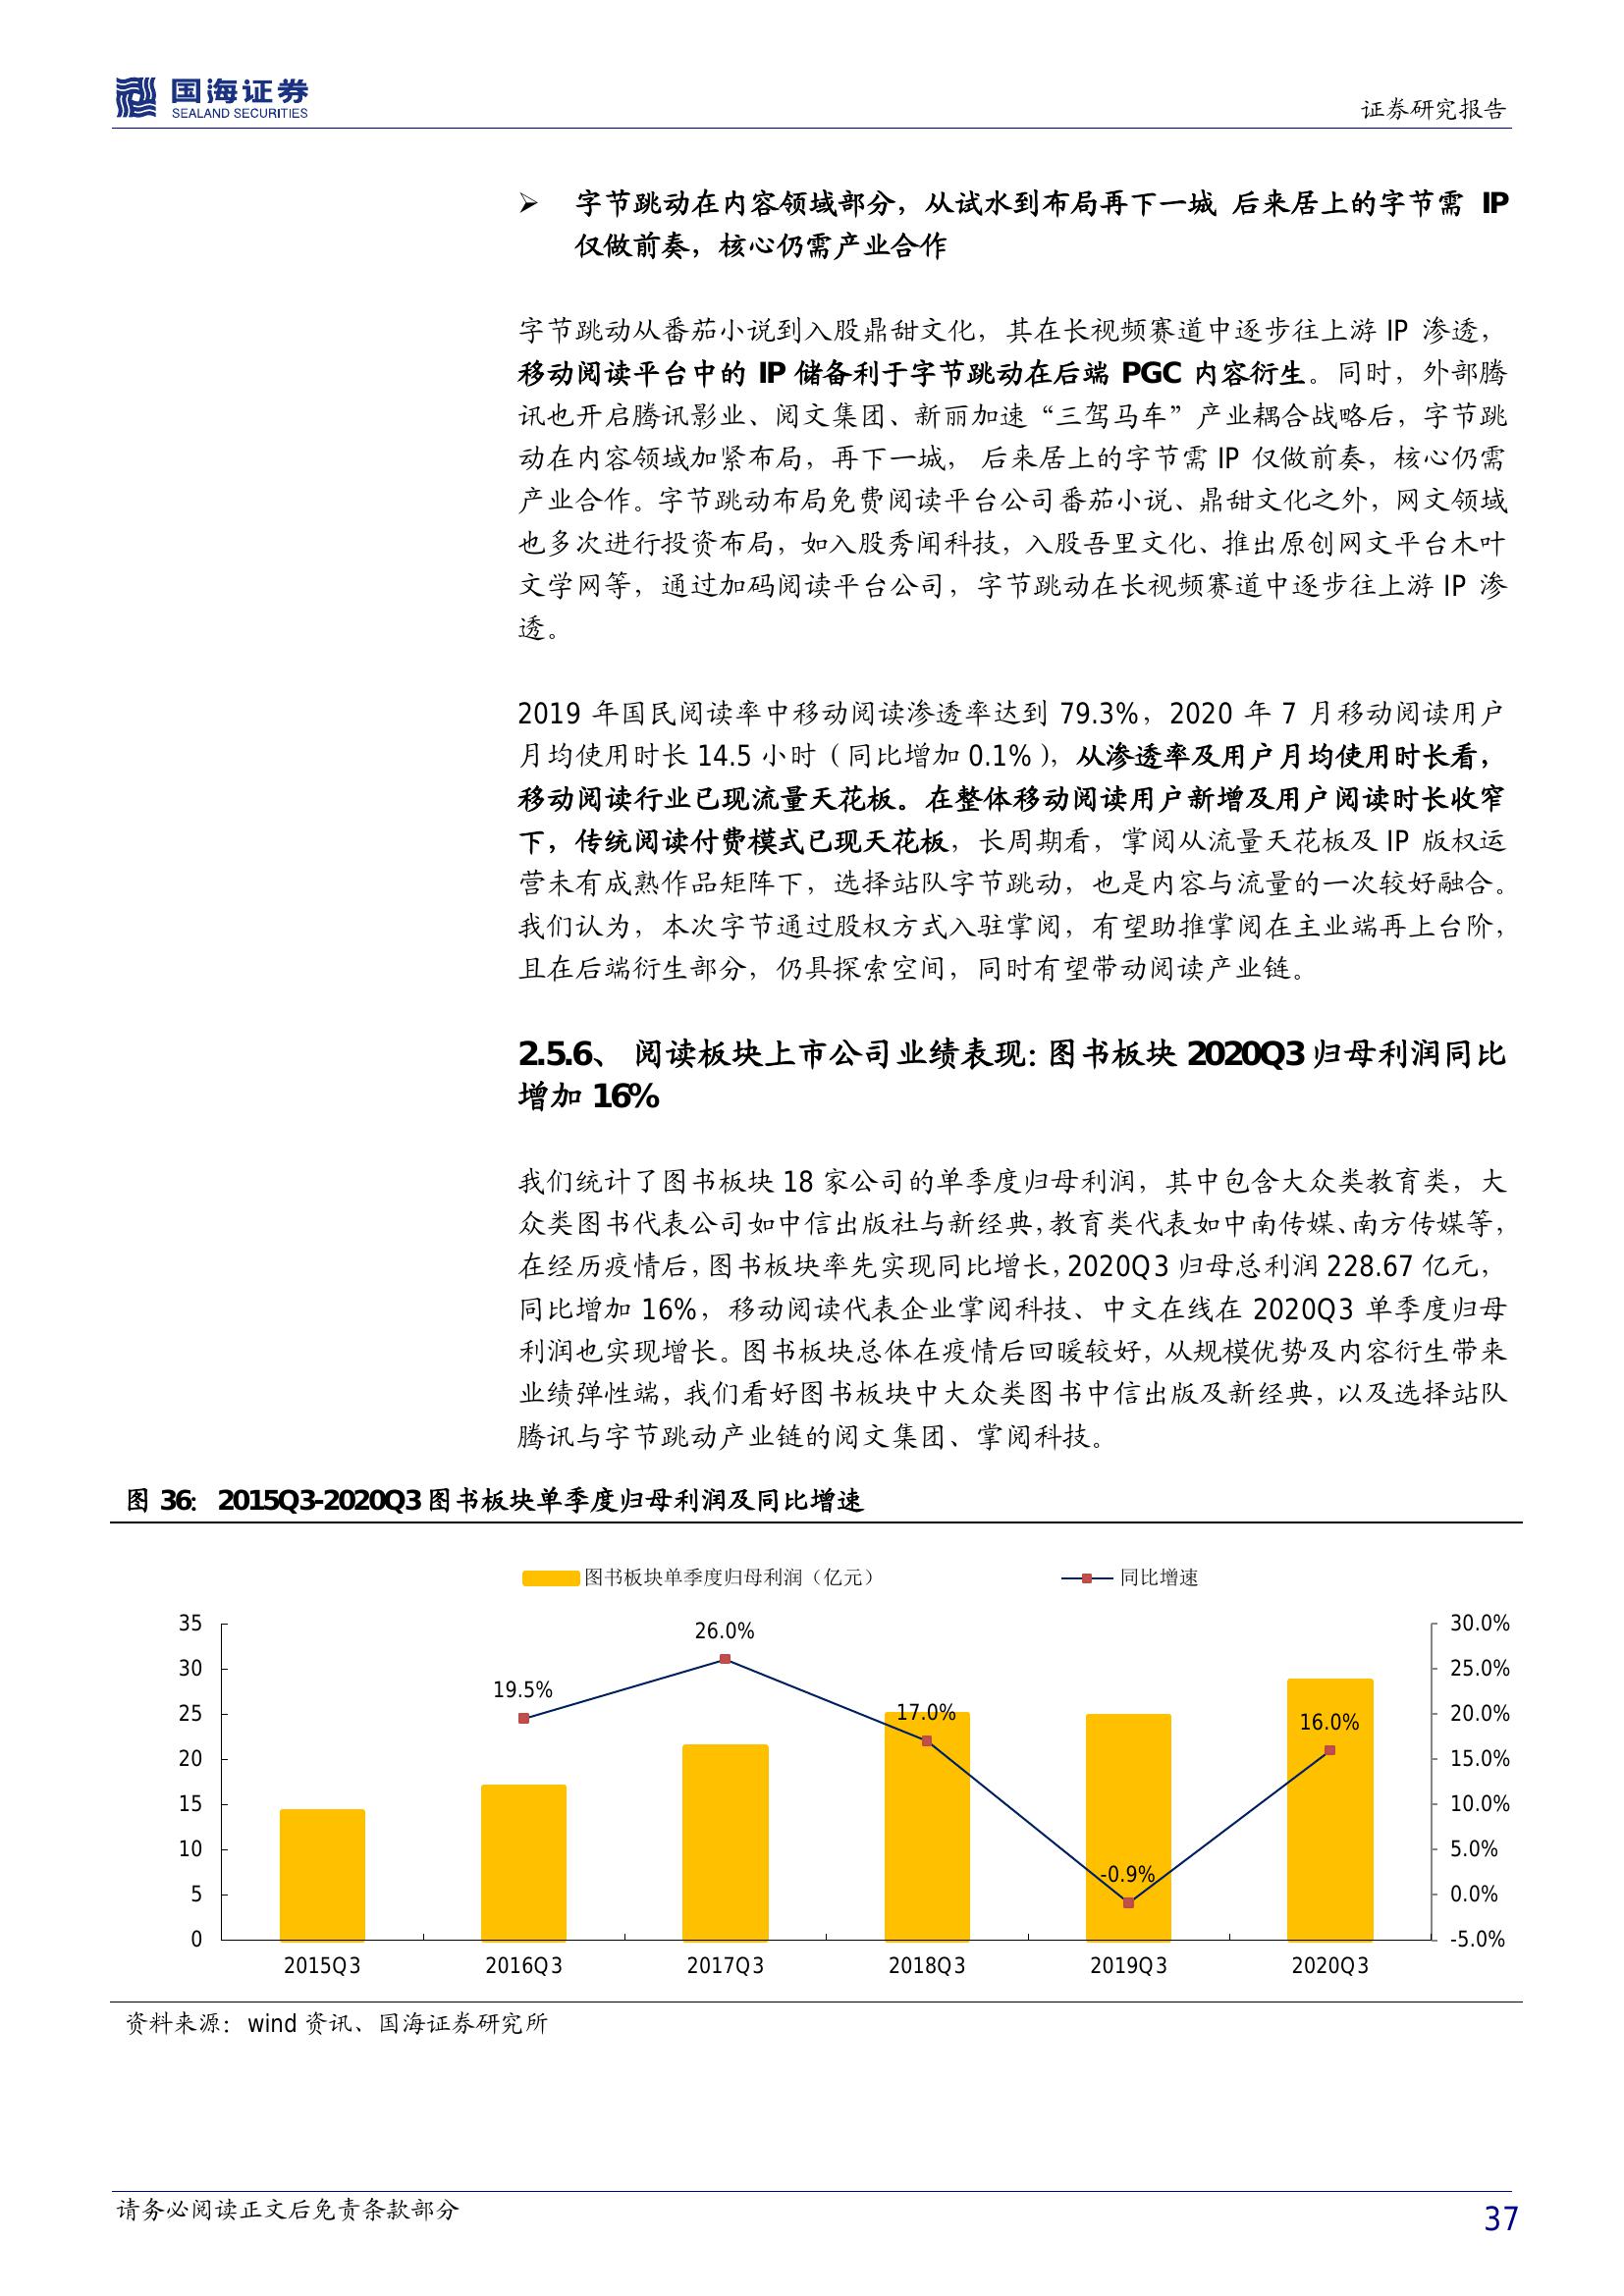 国海证券
SEALAND SECURITIES
证券研究报告
➢ 字节跳动在内容领域部分，从试水到布局再下一城 后来居上的字节需 IP
仅做前奏，核心仍需产业合作
字节跳动从番茄小说到入股鼎甜文化，其在长视频赛道中逐步往上游 IP 渗透，
移动阅读平台中的 IP 储备利于字节跳动在后端 PGC 内容衍生。同时，外部腾
讯也开启腾讯影业、阅文集团、新丽加速“三驾马车”产业耦合战略后，字节跳
动在内容领域加紧布局，再下一城， 后来居上的字节需 IP 仅做前奏，核心仍需
产业合作。字节跳动布局免费阅读平台公司番茄小说、鼎甜文化之外，网文领域
也多次进行投资布局，如入股秀闻科技，入股吾里文化、推出原创网文平台木叶
文学网等，通过加码阅读平台公司，字节跳动在长视频赛道中逐步往上游 IP 渗
透。
2019 年国民阅读率中移动阅读渗透率达到 79.3%，2020 年 7 月移动阅读用户
月均使用时长 14.5 小时（同比增加 0.1%），从渗透率及用户月均使用时长看，
移动阅读行业已现流量天花板。在整体移动阅读用户新增及用户阅读时长收窄
下，传统阅读付费模式已现天花板，长周期看，掌阅从流量天花板及 IP 版权运
营未有成熟作品矩阵下，选择站队字节跳动，也是内容与流量的一次较好融合。
我们认为，本次字节通过股权方式入驻掌阅，有望助推掌阅在主业端再上台阶，
且在后端衍生部分，仍具探索空间，同时有望带动阅读产业链。
2.5.6、 阅读板块上市公司业绩表现：图书板块 2020Q3 归母利润同比
增加 16%
我们统计了图书板块 18 家公司的单季度归母利润，其中包含大众类教育类，大
众类图书代表公司如中信出版社与新经典，教育类代表如中南传媒、南方传媒等，
在经历疫情后，图书板块率先实现同比增长，2020Q3 归母总利润 228.67 亿元，
同比增加 16%，移动阅读代表企业掌阅科技、中文在线在 2020Q3 单季度归母
利润也实现增长。图书板块总体在疫情后回暖较好，从规模优势及内容衍生带来
业绩弹性端，我们看好图书板块中大众类图书中信出版及新经典，以及选择站队
腾讯与字节跳动产业链的阅文集团、掌阅科技。
图 36： 2015Q3-2020Q3 图书板块单季度归母利润及同比增速
图书板块单季度归母利润（亿元） 同比增速
35 30.0%
26.0%
30 25.0%
19.5%
25 17.0% 20.0%
16.0%
20 15.0%
15 10.0%
10 5.0%
-0.9%
5 0.0%
0 -5.0%
2015Q3 2016Q3 2017Q3 2018Q3 2019Q3 2020Q3
资料来源：wind 资讯、国海证券研究所
请务必阅读正文后免责条款部分
37